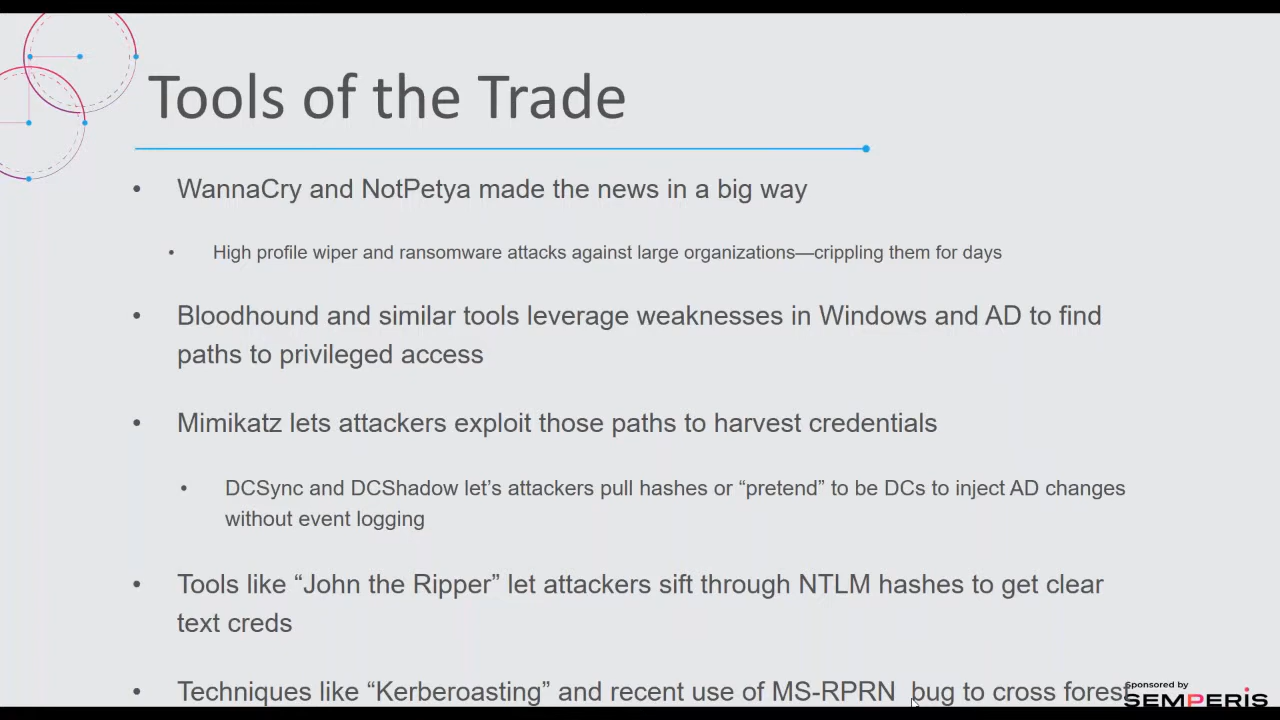 Tools of the Trade
• WannaCry and NotPetya made the news in a big way
• High profile wiper and ransomware attacks against large organizations—crippling them for days
• Bloodhound and similar tools leverage weaknesses in Windows and AD to find
paths to privileged access
• Mimikatz lets attackers exploit those paths to harvest credentials
• DCSync and DCShadow let’s attackers pull hashes or “pretend” to be DCs to inject AD changes
without event logging
• Tools like “John the Ripper” let attackers sift through NTLM hashes to get clear
text creds
• Techniques like “Kerberoasting” and recent use of MS-RPRN bug to cross forest
Sponsored by
SEMPERIS